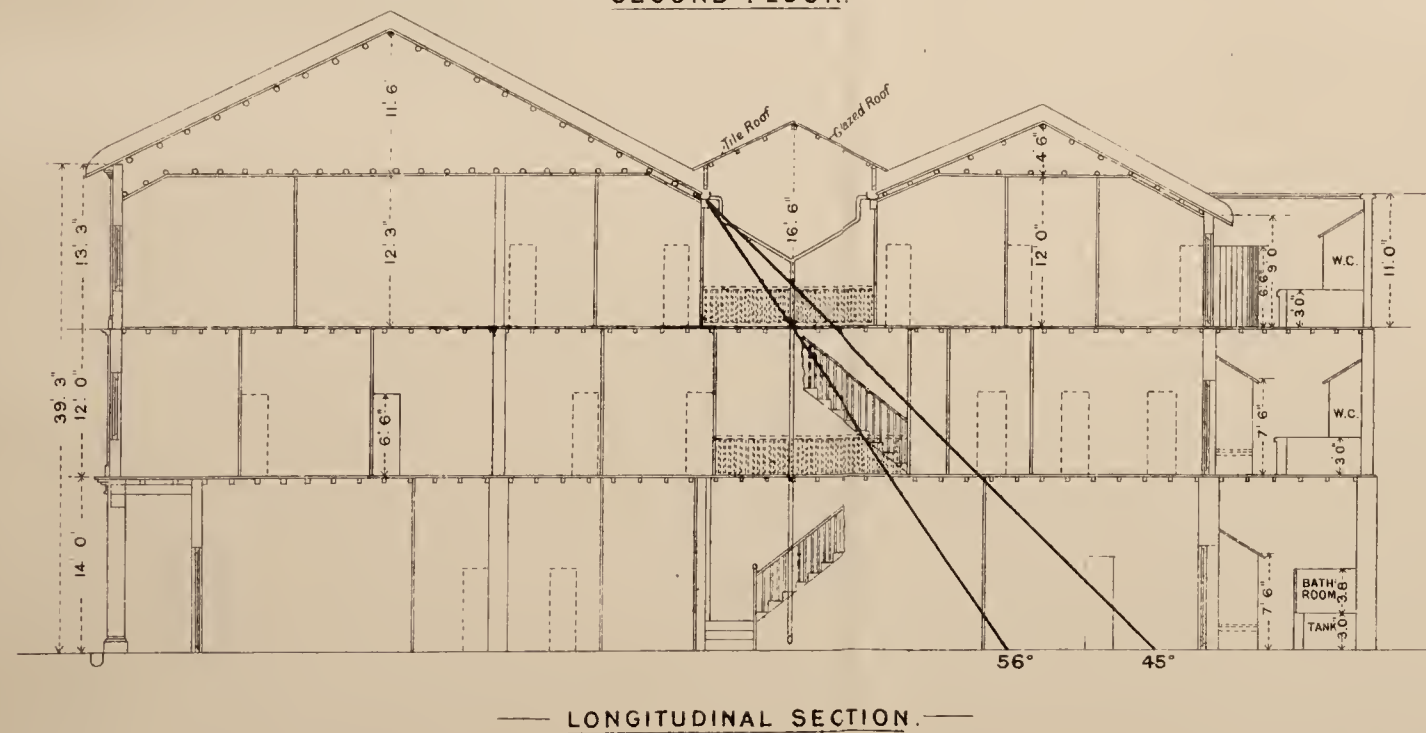 SECOND FLOOR.
Tile Roof
Glazed Roof
11'. 6'
4' 6"
13'. 3"
12'. 3"
16'. 6"
12'. 0"
6'.6"
9'. 0"
W.C.
3'.0"
11'. 0"
39'. 3"
12'. 0"
6'. 6"
7'. 6"
W.C.
3'.0"
14'. 0'
7'. 6"
BATH
ROOM
3.8
TANK
3.0
56°
45°
LONGITUDINAL SECTION.